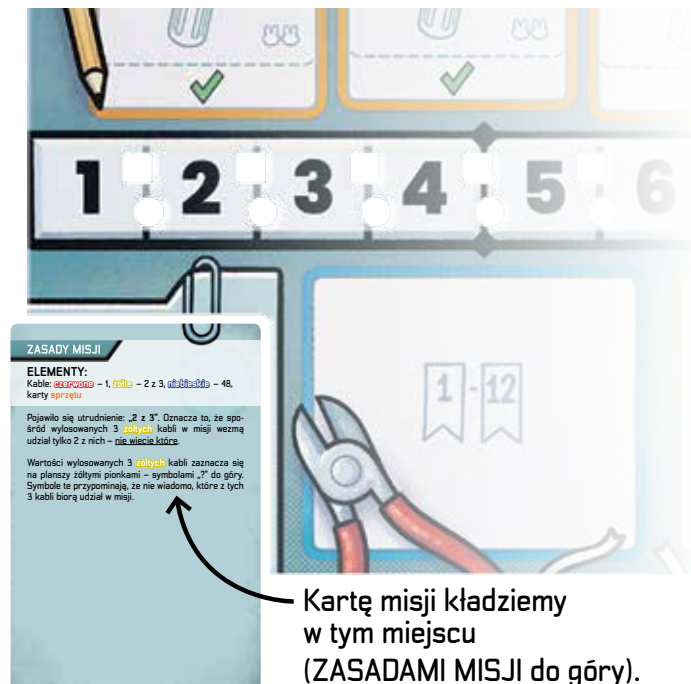 1 2 3 4 5 6
1 - 12
ZASADY MISJI
ELEMENTY:
Kable: czerwone – 1, żółte – 2 z 3, niebieskie – 48,
karty sprzętu
Pojawiło się utrudnienie: „2 z 3". Oznacza to, że spo-
śród wylosowanych 3 żółtych kabli w misji wezmą
udział tylko 2 z nich – nie wiecie które.
Wartości wylosowanych 3 żółtych kabli zaznacza się
na planszy żółtymi pionkami – symbolami „?" do góry.
Symbole te przypominają, że nie wiadomo, które z tych
3 kabli biorą udział w misji.
Kartę misji kładziemy
w tym miejscu
(ZASADAMI MISJI do góry).